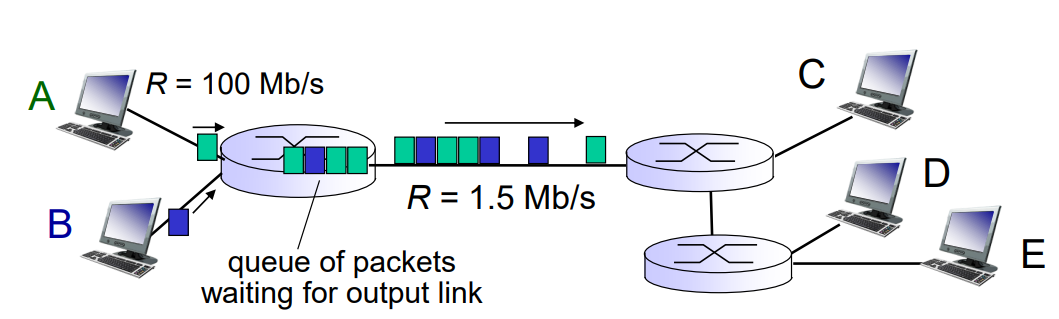 A
R = 100 Mb/s
C
B
R = 1.5 Mb/s
D
E
queue of packets
waiting for output link